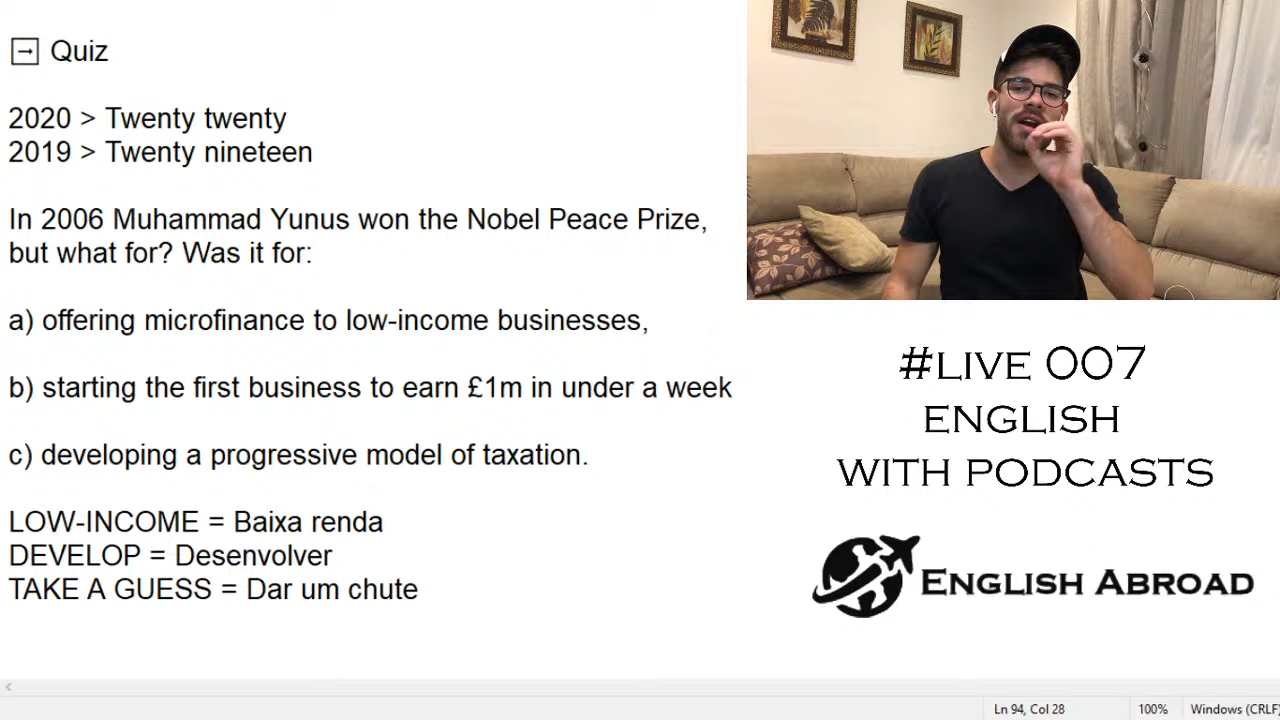 → Quiz
2020 > Twenty twenty
2019 > Twenty nineteen
In 2006 Muhammad Yunus won the Nobel Peace Prize,
but what for? Was it for:
a) offering microfinance to low-income businesses,
b) starting the first business to earn £1m in under a week
c) developing a progressive model of taxation.
LOW-INCOME = Baixa renda
DEVELOP = Desenvolver
TAKE A GUESS = Dar um chute
#LIVE 007
ENGLISH
WITH PODCASTS
ENGLISH ABROAD
Ln 94, Col 28
100%
Windows (CRLF)